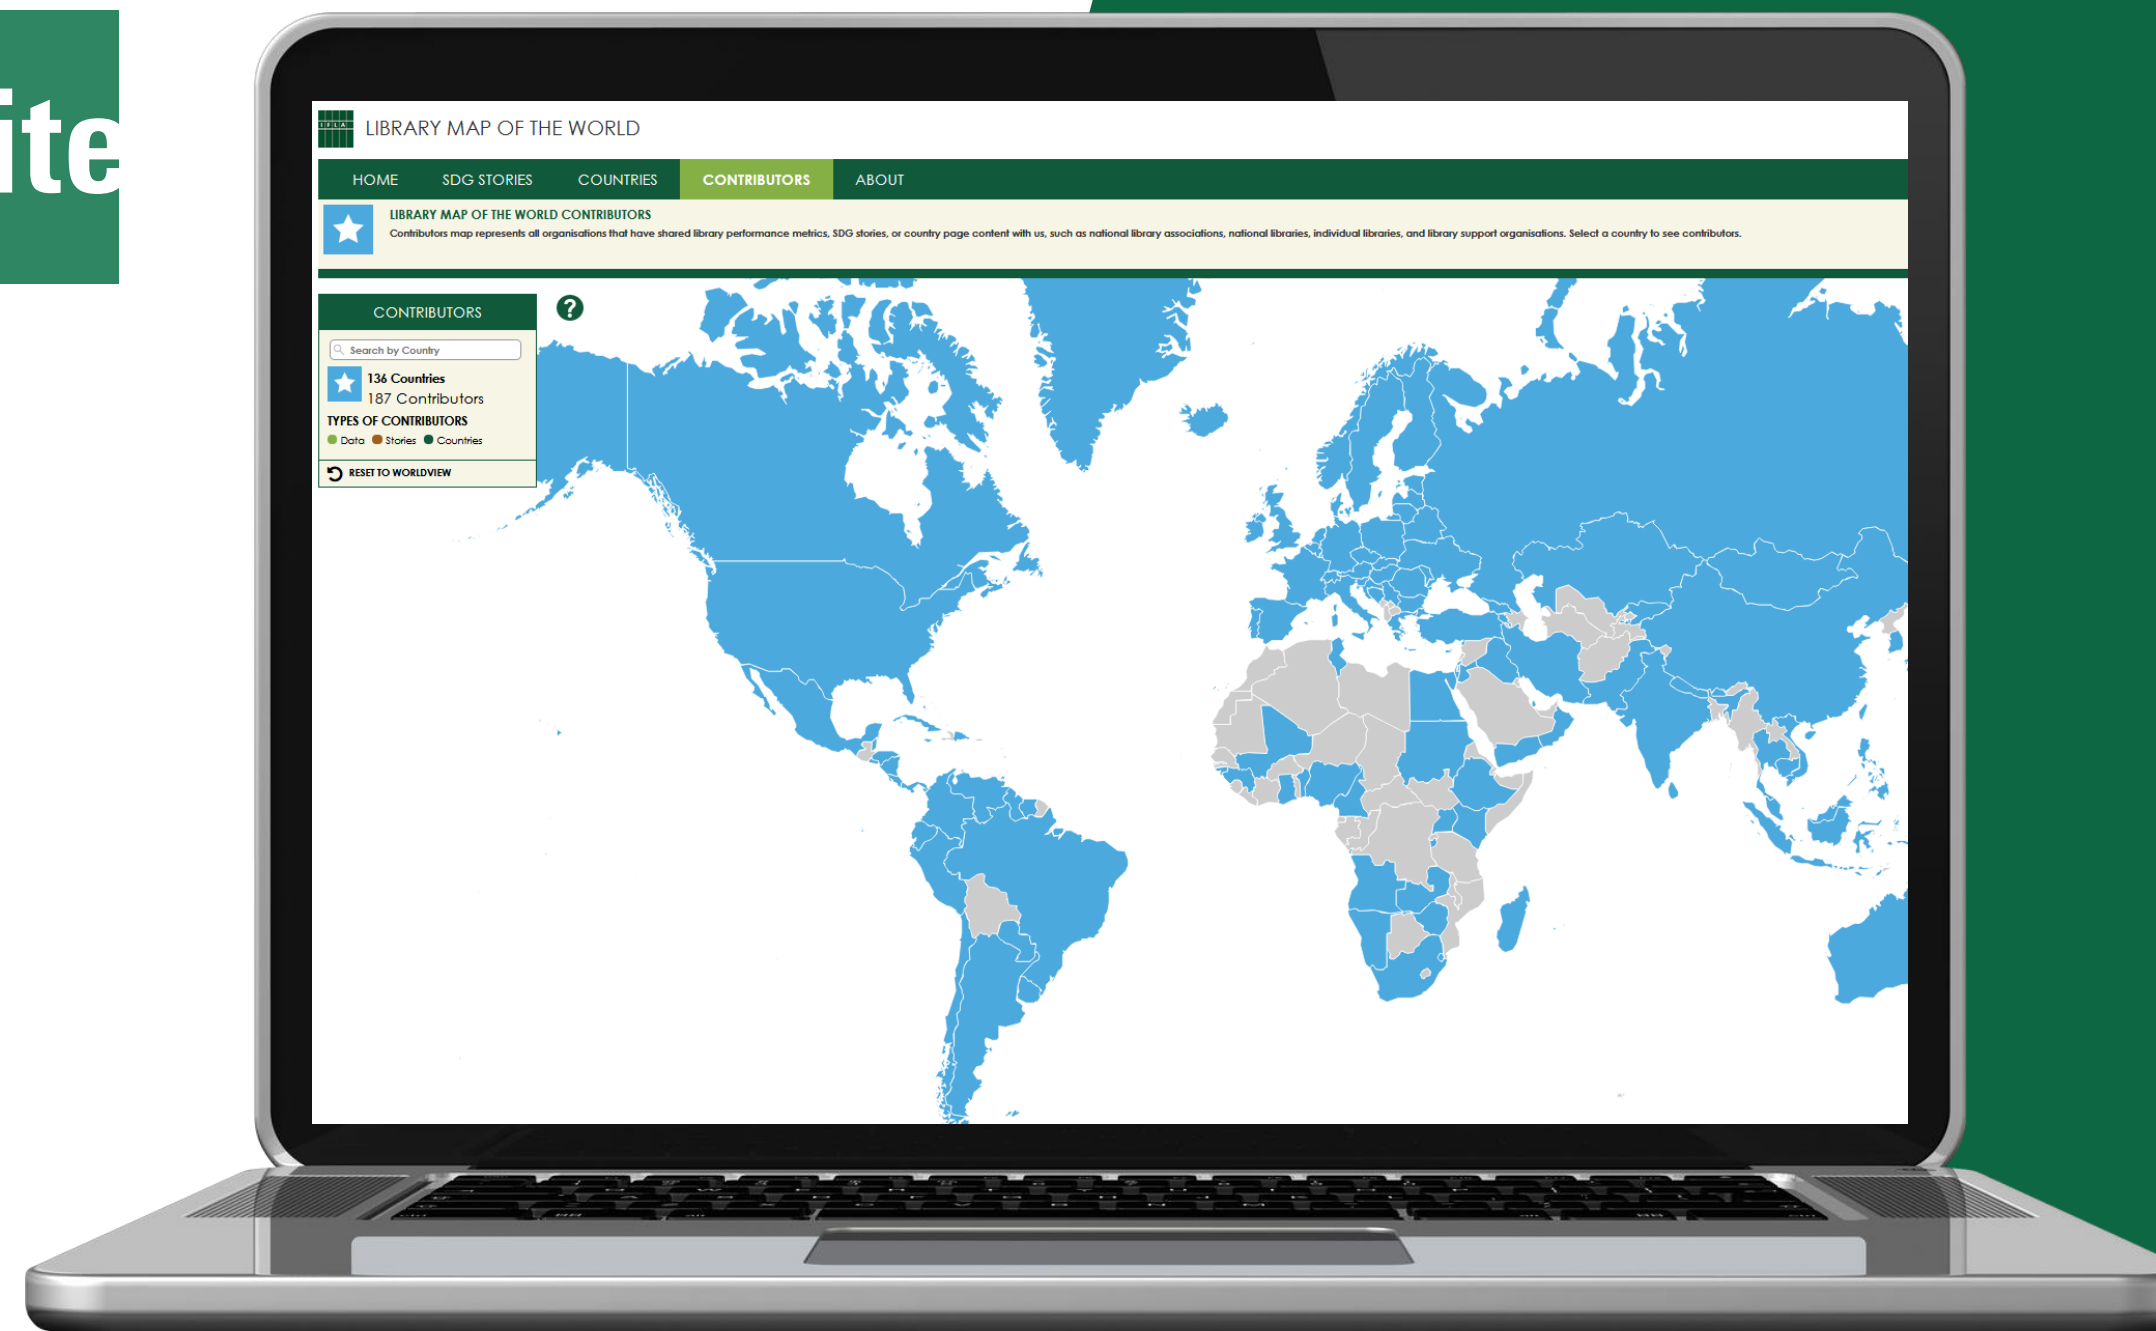 ite
IFLA
LIBRARY MAP OF THE WORLD
HOME SDG STORIES COUNTRIES CONTRIBUTORS ABOUT
LIBRARY MAP OF THE WORLD CONTRIBUTORS
Contributors map represents all organisations that have shared library performance metrics, SDG stories, or country page content with us, such as national library associations, national libraries, individual libraries, and library support organisations. Select a country to see contributors.
CONTRIBUTORS
?
Search by Country
136 Countries
187 Contributors
TYPES OF CONTRIBUTORS
Data Stories Countries
RESET TO WORLDVIEW